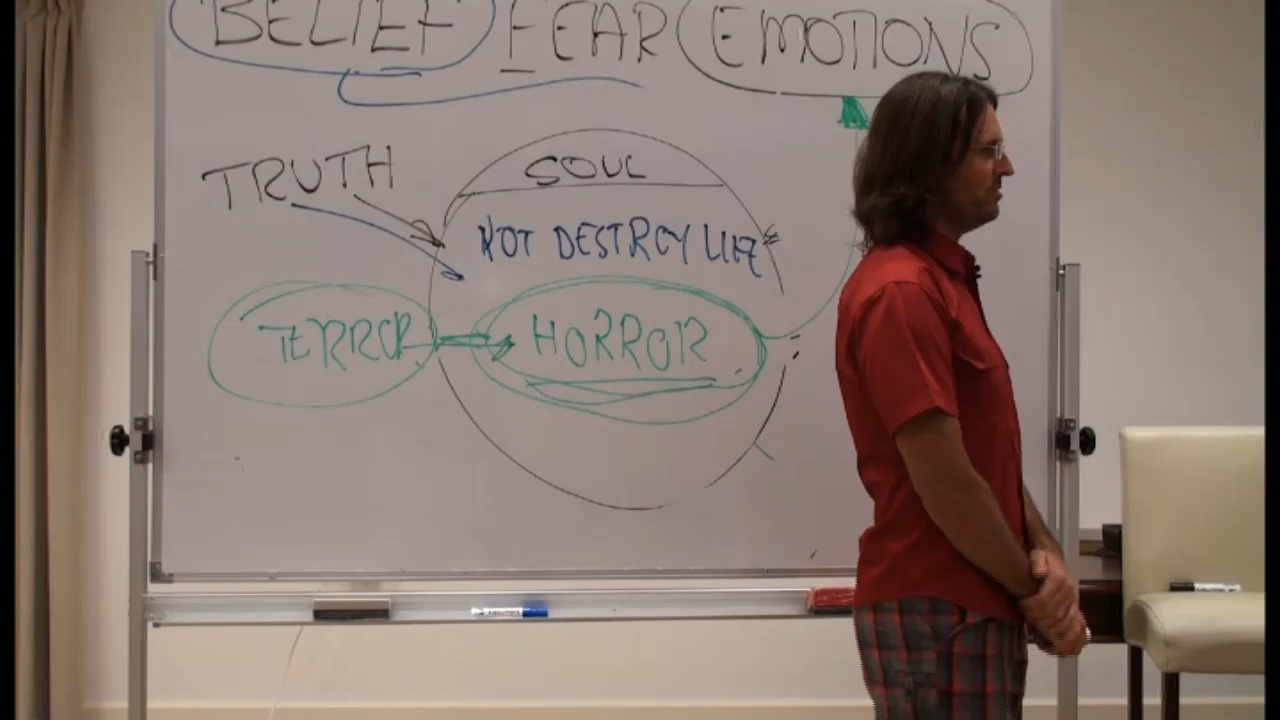 BELIEF FEAR EMOTIONS
TRUTH
SOUL
NOT DESTROY LIFE
TERROR
HORROR